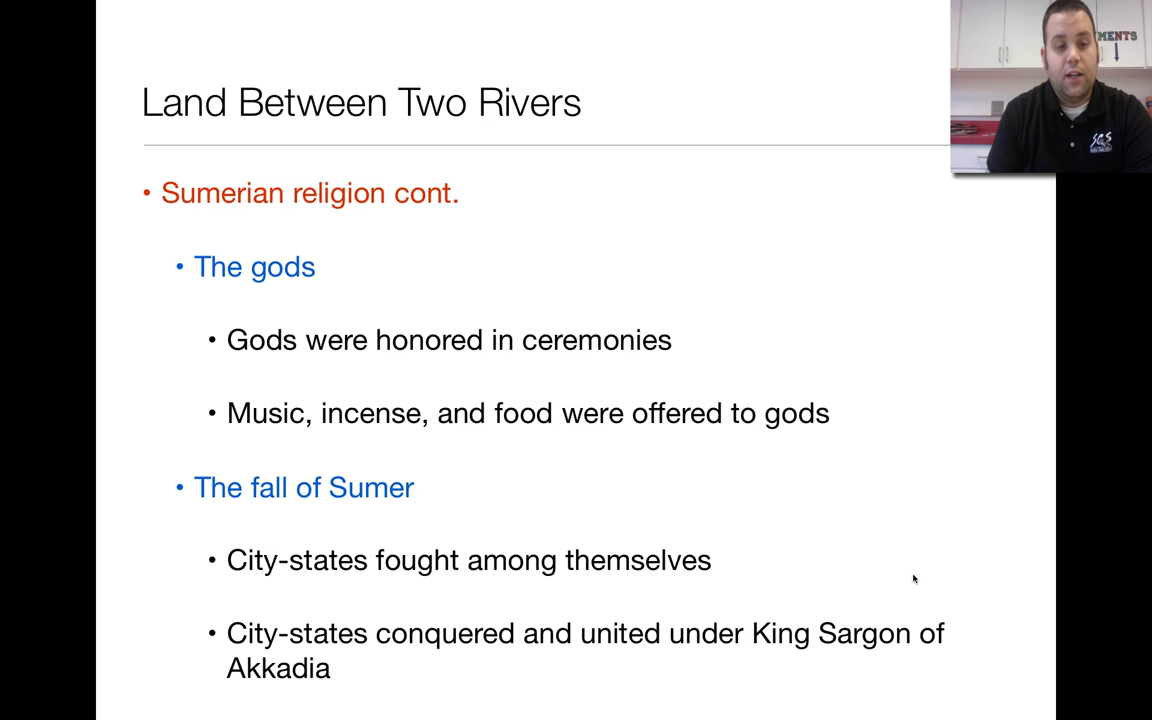 MENTS
Land Between Two Rivers
SCS
• Sumerian religion cont.
• The gods
• Gods were honored in ceremonies
• Music, incense, and food were offered to gods
• The fall of Sumer
• City-states fought among themselves
• City-states conquered and united under King Sargon of
Akkadia